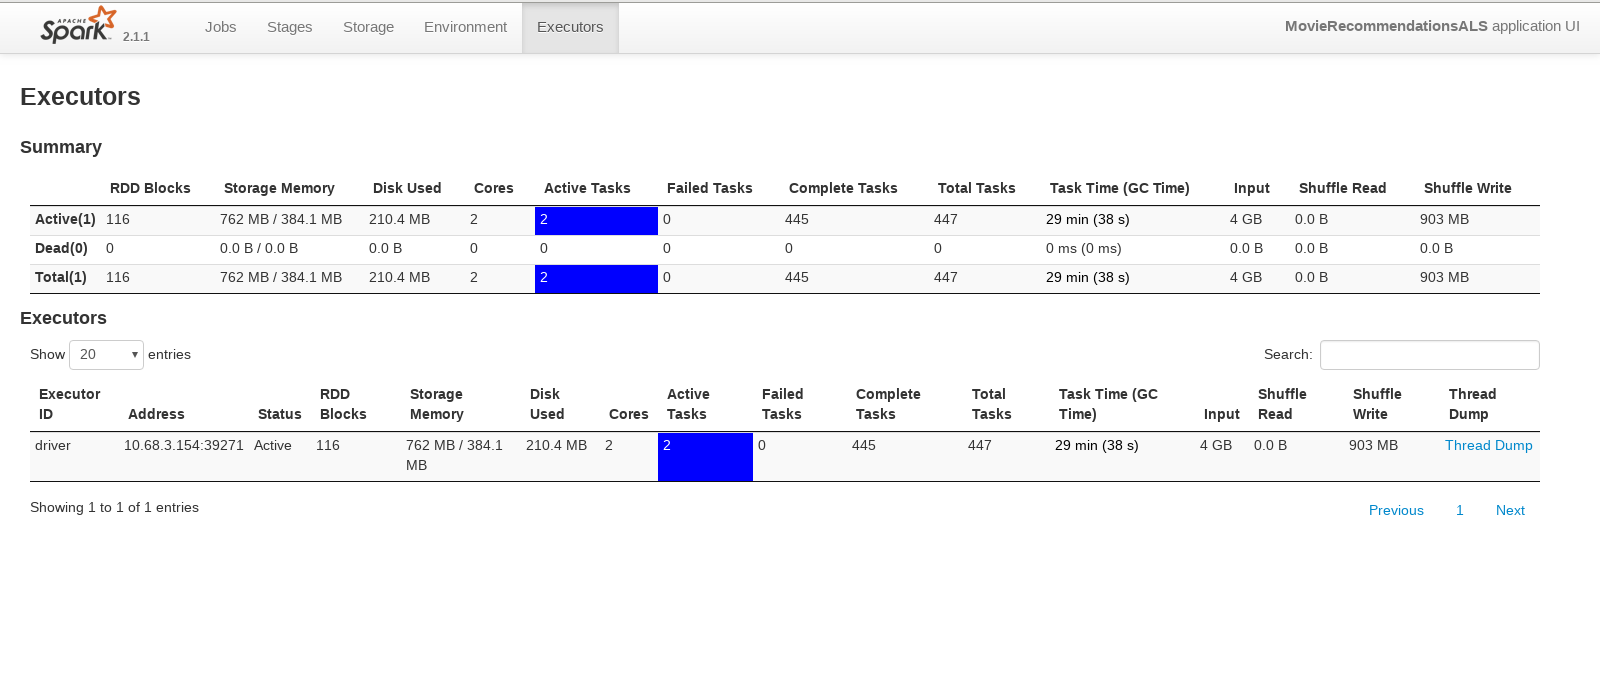 APACHE Spark 2.1.1 Jobs Stages Storage Environment Executors MovieRecommendationsALS application UI
Executors
Summary
RDD Blocks Storage Memory Disk Used Cores Active Tasks Failed Tasks Complete Tasks Total Tasks Task Time (GC Time) Input Shuffle Read Shuffle Write
Active(1) 116 762 MB / 384.1 MB 210.4 MB 2 2 0 445 447 29 min (38 s) 4 GB 0.0 B 903 MB
Dead(0) 0 0.0 B / 0.0 B 0.0 B 0 0 0 0 0 0 ms (0 ms) 0.0 B 0.0 B 0.0 B
Total(1) 116 762 MB / 384.1 MB 210.4 MB 2 2 0 445 447 29 min (38 s) 4 GB 0.0 B 903 MB
Executors
Show 20 entries Search:
Executor ID Address Status RDD Blocks Storage Memory Disk Used Cores Active Tasks Failed Tasks Complete Tasks Total Tasks Task Time (GC Time) Input Shuffle Read Shuffle Write Thread Dump
driver 10.68.3.154:39271 Active 116 762 MB / 384.1 MB 210.4 MB 2 2 0 445 447 29 min (38 s) 4 GB 0.0 B 903 MB Thread Dump
Showing 1 to 1 of 1 entries Previous 1 Next